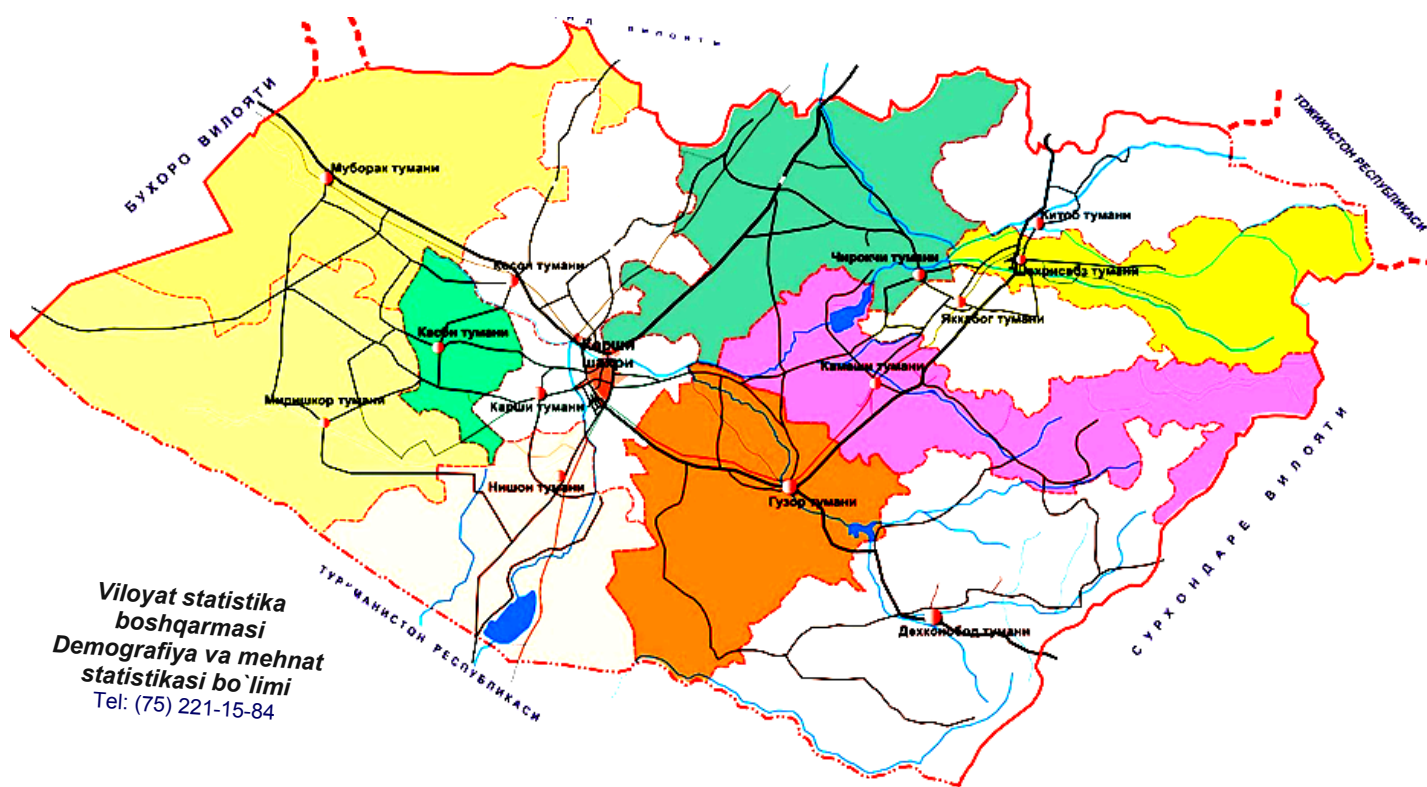 ВИЛОЯТИ
БУХОРО ВИЛОЯТИ
ТОЖИКИСТОН РЕСПУБЛИКАСИ
Муборак тумани
Китоб тумани
Косон тумани
Чирокчи тумани
Шахрисабз тумани
Яккабог тумани
Касби тумани
Карши
шахри
Камаши тумани
Миришкор тумани
Карши тумани
Нишон тумани
Гузор тумани
Дехконобод тумани
СУРХОНДАРЕ ВИЛОЯТИ
ТУРКМАНИСТОН РЕСПУБЛИКАСИ
Viloyat statistika
boshqarmasi
Demografiya va mehnat
statistikasi bo`limi
Tel: (75) 221-15-84